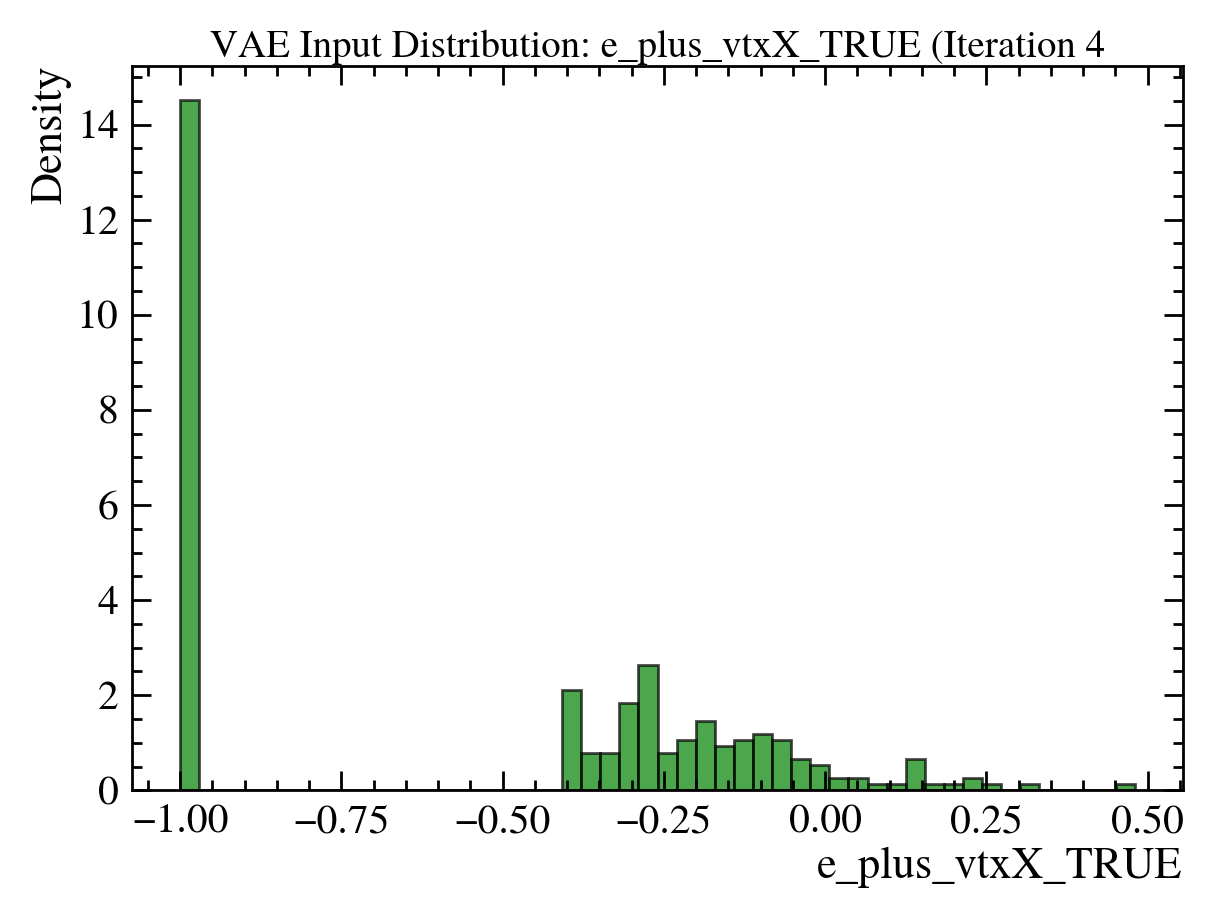 VAE Input Distribution: e_plus_vtxX_TRUE (Iteration 4
Density
14
12
10
8
6
4
2
0
−1.00 −0.75 −0.50 −0.25 0.00 0.25 0.50
e_plus_vtxX_TRUE